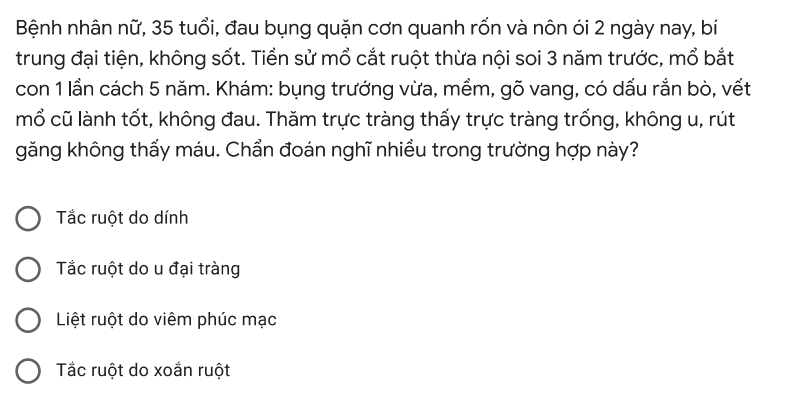 Bệnh nhân nữ, 35 tuổi, đau bụng quặn cơn quanh rốn và nôn ói 2 ngày nay, bí
trung đại tiện, không sốt. Tiền sử mổ cắt ruột thừa nội soi 3 năm trước, mổ bắt
con 1 lần cách 5 năm. Khám: bụng trướng vừa, mềm, gõ vang, có dấu rắn bò, vết
mổ cũ lành tốt, không đau. Thăm trực tràng thấy trực tràng trống, không u, rút
găng không thấy máu. Chẩn đoán nghĩ nhiều trong trường hợp này?
Tắc ruột do dính
Tắc ruột do u đại tràng
Liệt ruột do viêm phúc mạc
Tắc ruột do xoắn ruột